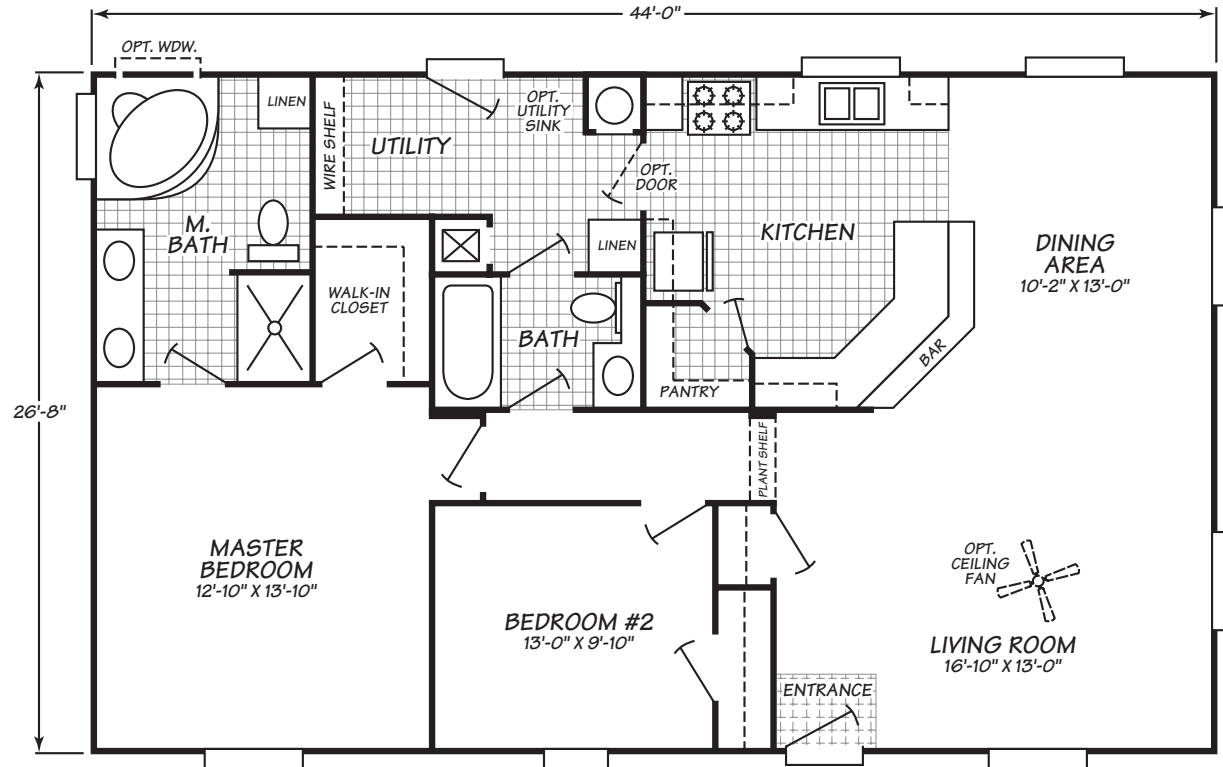 44'-0"
OPT. WDW.
LINEN
WIRE SHELF
UTILITY
OPT.
UTILITY
SINK
OPT.
DOOR
M.
BATH
LINEN
KITCHEN
DINING
AREA
10'-2" X 13'-0"
WALK-IN
CLOSET
BATH
BAR
PANTRY
26'-8"
PLANT SHELF
MASTER
BEDROOM
12'-10" X 13'-10"
OPT.
CEILING
FAN
BEDROOM #2
13'-0" X 9'-10"
LIVING ROOM
16'-10" X 13'-0"
ENTRANCE